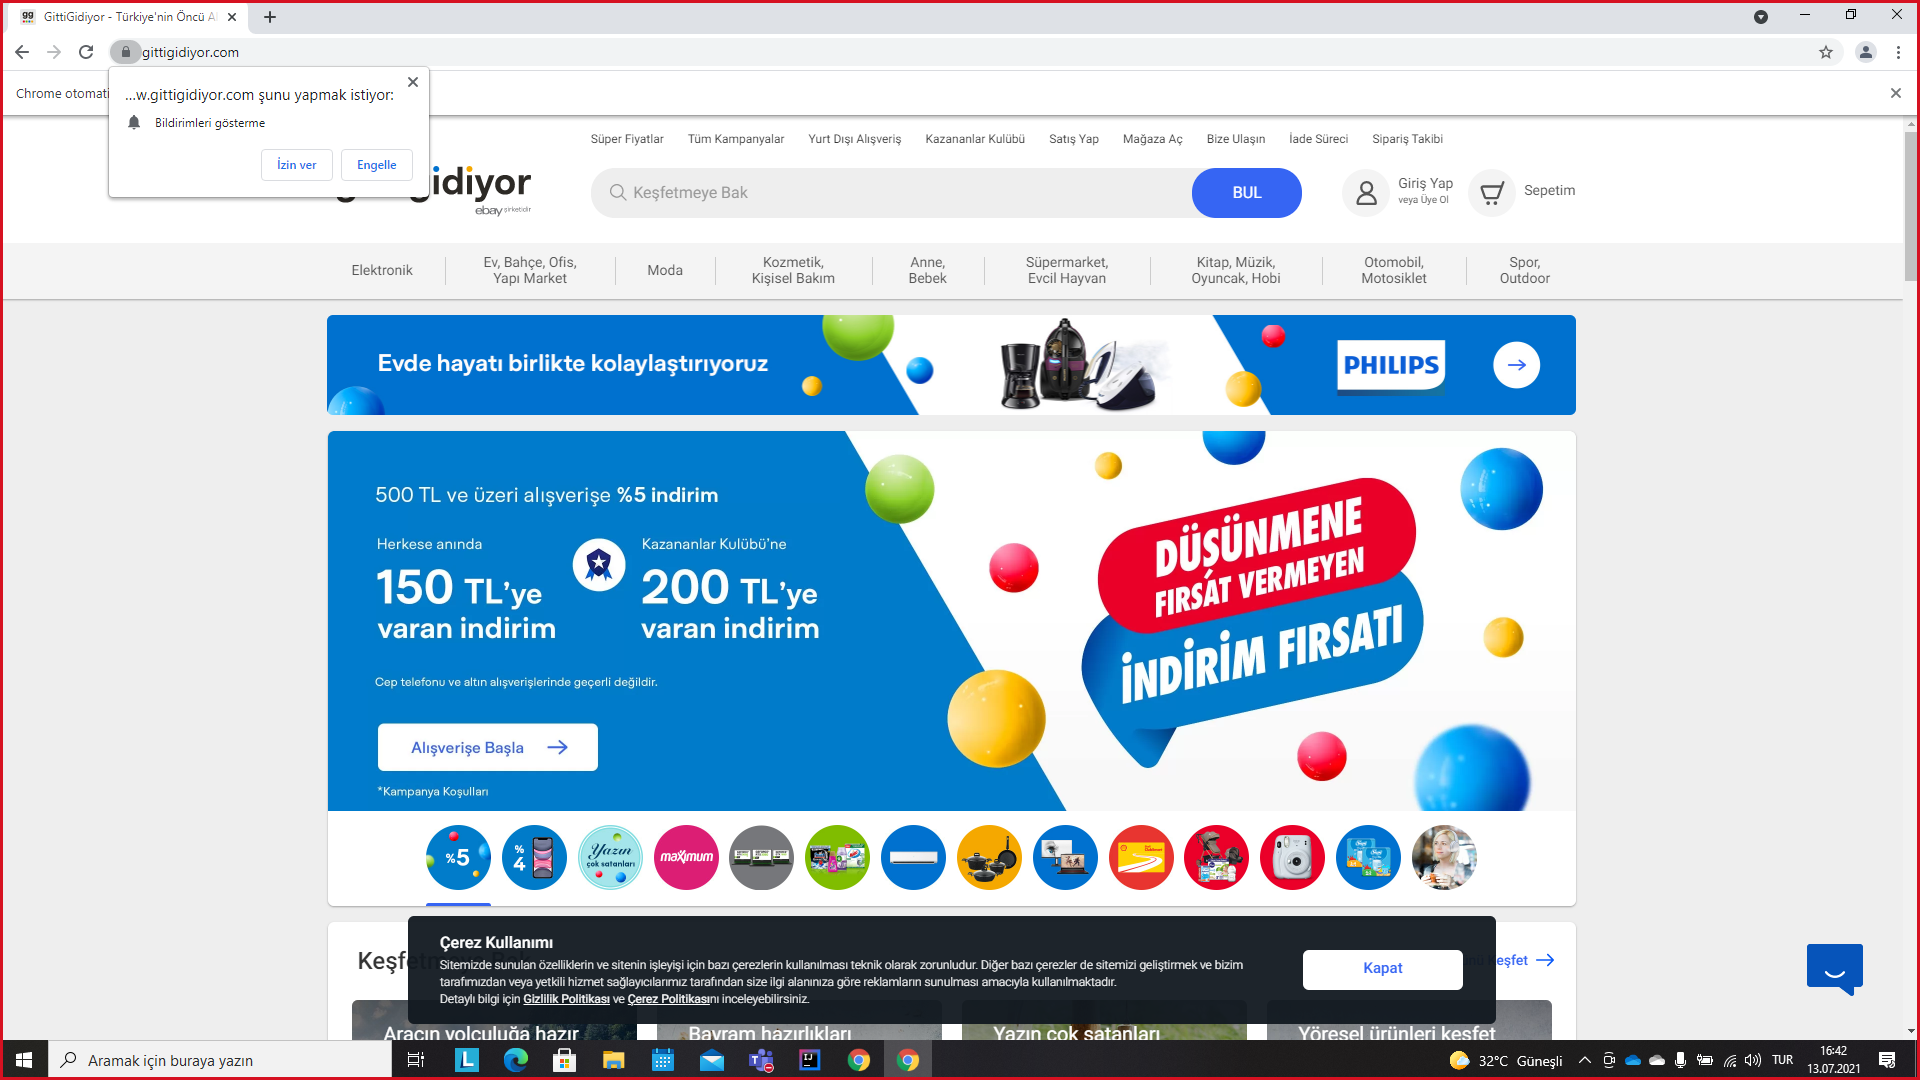 GittiGidiyor - Türkiye'nin Öncü A
gittigidiyor.com
Chrome otomati
...w.gittigidiyor.com şunu yapmak istiyor:
Bildirimleri gösterme
İzin ver
Engelle
Süper Fiyatlar
Tüm Kampanyalar
Yurt Dışı Alışveriş
Kazananlar Kulübü
Satış Yap
Mağaza Aç
Bize Ulaşın
İade Süreci
Sipariş Takibi
gidiyor
ebay şirketidir
Keşfetmeye Bak
BUL
Giriş Yap
veya Üye Ol
Sepetim
Elektronik
Ev, Bahçe, Ofis,
Yapı Market
Moda
Kozmetik,
Kişisel Bakım
Anne,
Bebek
Süpermarket,
Evcil Hayvan
Kitap, Müzik,
Oyuncak, Hobi
Otomobil,
Motosiklet
Spor,
Outdoor
Evde hayatı birlikte kolaylaştırıyoruz
PHILIPS
500 TL ve üzeri alışverişe %5 indirim
Herkese anında
150 TL'ye
varan indirim
Kazananlar Kulübü'ne
200 TL'ye
varan indirim
Cep telefonu ve altın alışverişlerinde geçerli değildir.
Alışverişe Başla
*Kampanya Koşulları
DÜŞÜNMENE
FIRSAT VERMEYEN
İNDİRİM FIRSATI
%5
%
4
Yazın
çok satanları
maximum
Keşf
eşfet
Çerez Kullanımı
Sitemizde sunulan özelliklerin ve sitenin işleyişi için bazı çerezlerin kullanılması teknik olarak zorunludur. Diğer bazı çerezler de sitemizi geliştirmek ve bizim
tarafımızdan veya yetkili hizmet sağlayıcılarımız tarafından size ilgi alanınıza göre reklamların sunulması amacıyla kullanılmaktadır.
Detaylı bilgi için Gizlilik Politikası ve Çerez Politikasını inceleyebilirsiniz.
Kapat
Aracın yolculuğa hazır
Bayram hazırlıkları
Yazın çok satanları
Yöresel ürünleri keşfet
Aramak için buraya yazın
32°C Güneşli
TUR
16:42
13.07.2021